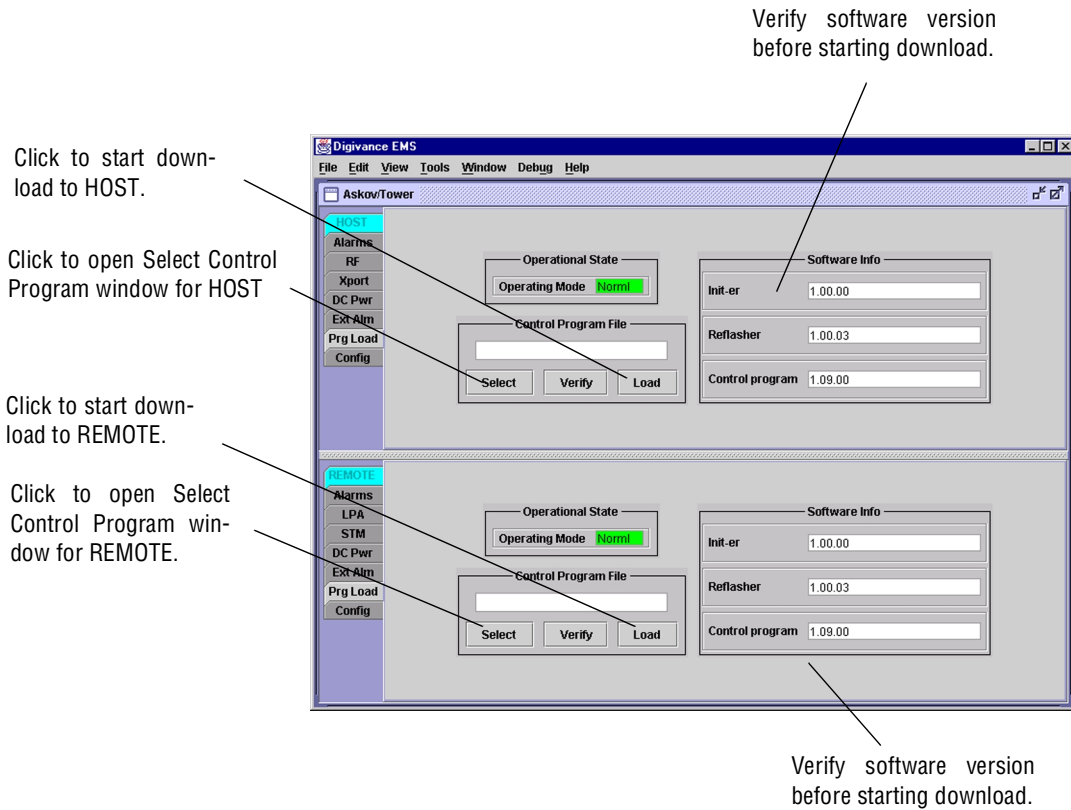 Verify software version
before starting download.
Click to start down-
load to HOST.
Click to open Select Control
Program window for HOST
Click to start down-
load to REMOTE.
Click to open Select
Control Program win-
dow for REMOTE.
Digivance EMS
File Edit View Tools Window Debug Help
Askov/Tower
HOST
Alarms
RF
Xport
DC Pwr
Ext Alm
Prg Load
Config
Operational State
Operating Mode Norml
Control Program File
Select Verify Load
Software Info
Init-er 1.00.00
Reflasher 1.00.03
Control program 1.09.00
REMOTE
Alarms
LPA
STM
DC Pwr
Ext Alm
Prg Load
Config
Operational State
Operating Mode Norml
Control Program File
Select Verify Load
Software Info
Init-er 1.00.00
Reflasher 1.00.03
Control program 1.09.00
Verify software version
before starting download.